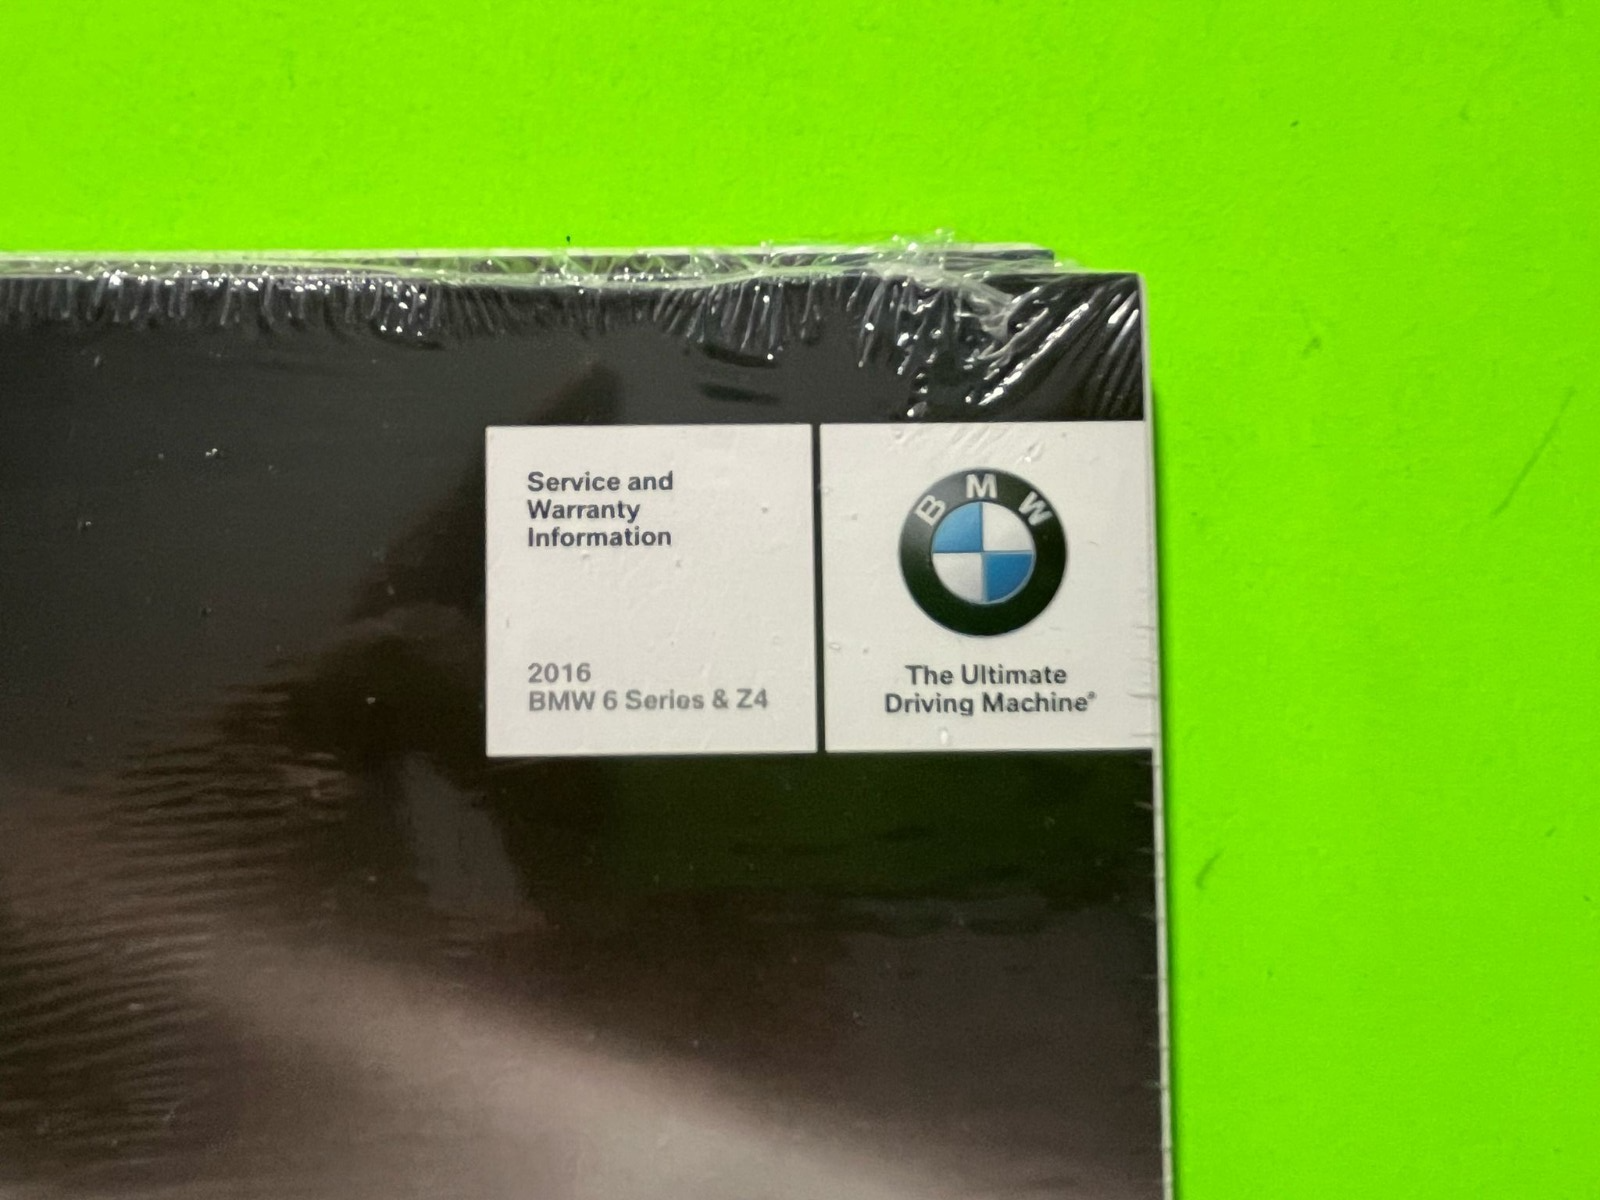 Service and
Warranty
Information
2016
BMW 6 Series & Z4
BMW
The Ultimate
Driving Machine®